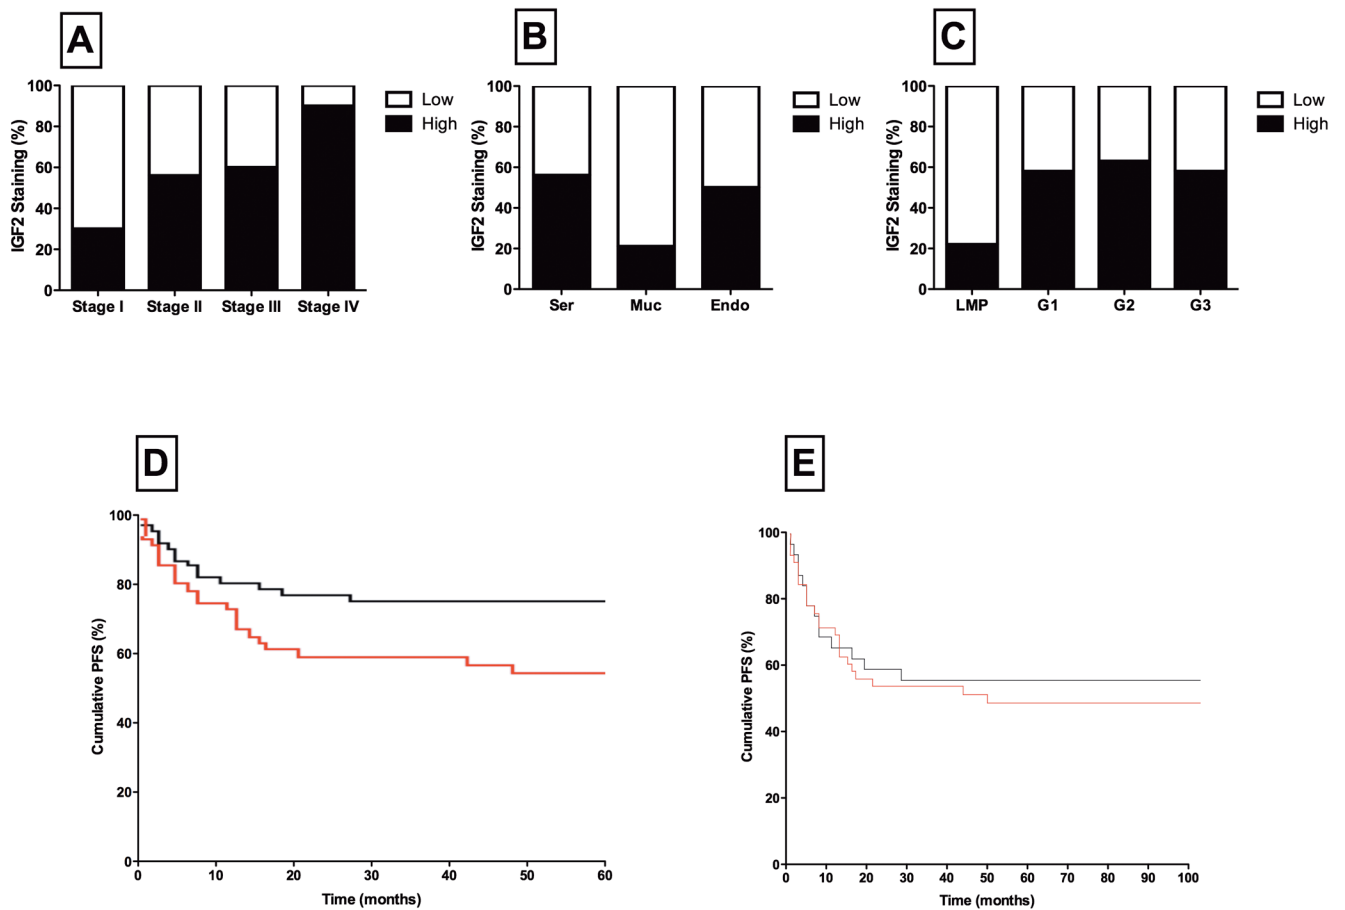 A
B
C
IGF2 Staining (%)
100
80
60
40
20
0
Stage I Stage II Stage III Stage IV
Low
High
IGF2 Staining (%)
100
80
60
40
20
0
Ser Muc Endo
Low
High
IGF2 Staining (%)
100
80
60
40
20
0
LMP G1 G2 G3
Low
High
D
Cumulative PFS (%)
100
80
60
40
20
0
0 10 20 30 40 50 60
Time (months)
E
Cumulative PFS (%)
100
80
60
40
20
0
0 10 20 30 40 50 60 70 80 90 100
Time (months)